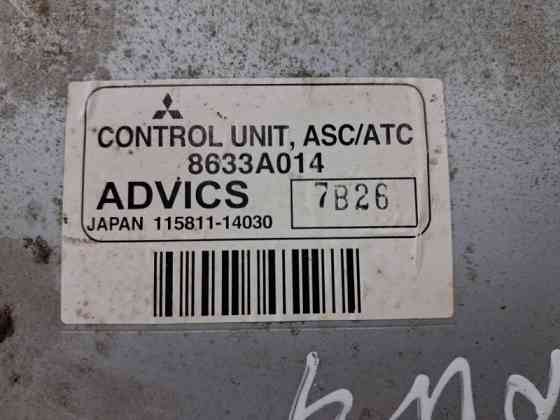 CONTROL UNIT, ASC/ATC
8633A014
ADVICS 7B26
JAPAN 115811-14030